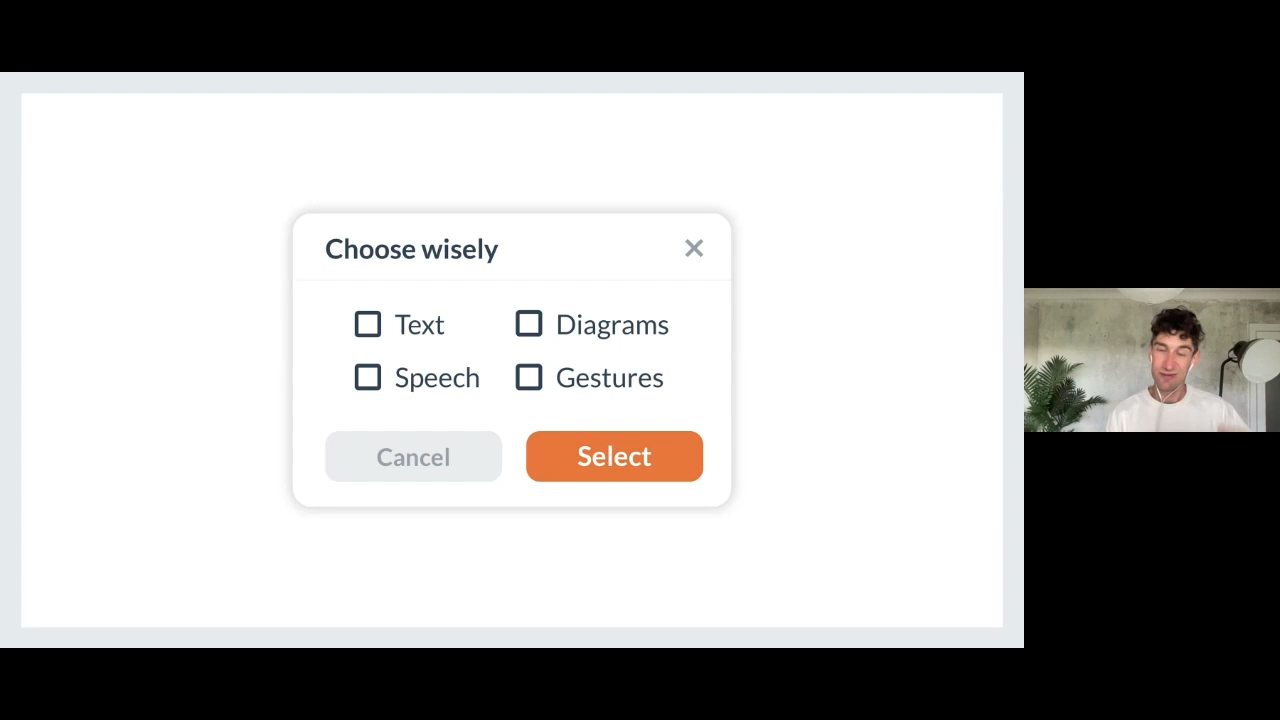 Choose wisely
Text
Diagrams
Speech
Gestures
Cancel
Select